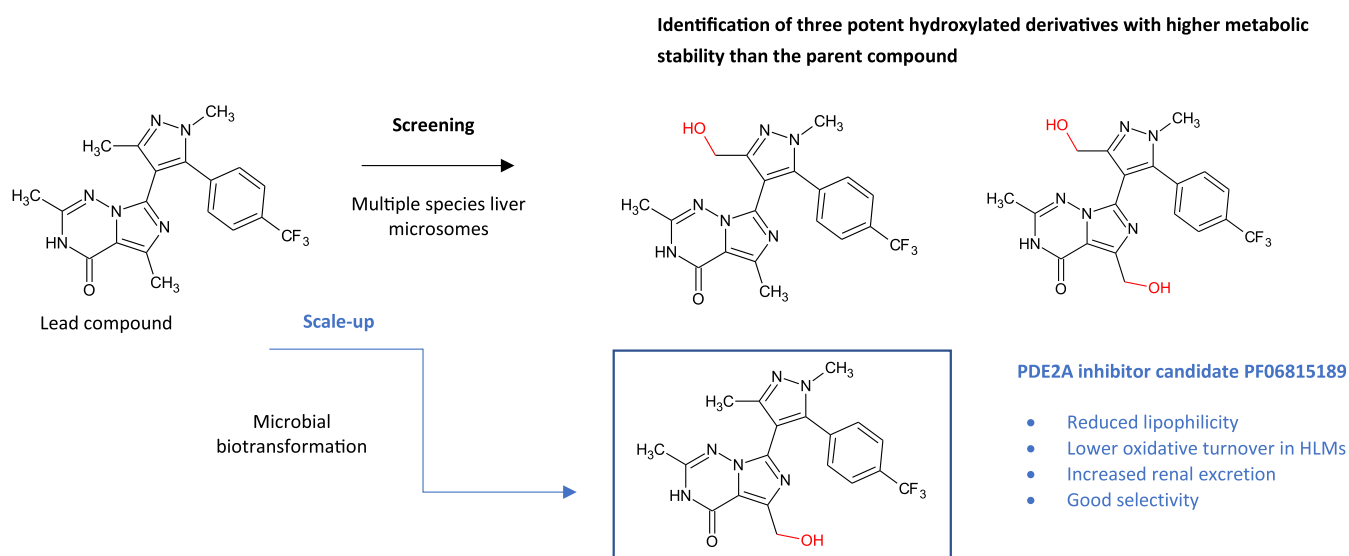 Identification of three potent hydroxylated derivatives with higher metabolic
stability than the parent compound
N
N
CH3
H3C
H3C
N
N
N
HN
O
CH3
CF3
Lead compound
Screening
Multiple species liver
microsomes
HO
N
N
CH3
H3C
N
N
N
HN
O
CH3
CF3
HO
N
N
CH3
H3C
N
N
N
HN
O
OH
CF3
Scale-up
Microbial
biotransformation
N
N
CH3
H3C
H3C
N
N
N
HN
O
OH
CF3
PDE2A inhibitor candidate PF06815189
• Reduced lipophilicity
• Lower oxidative turnover in HLMs
• Increased renal excretion
• Good selectivity